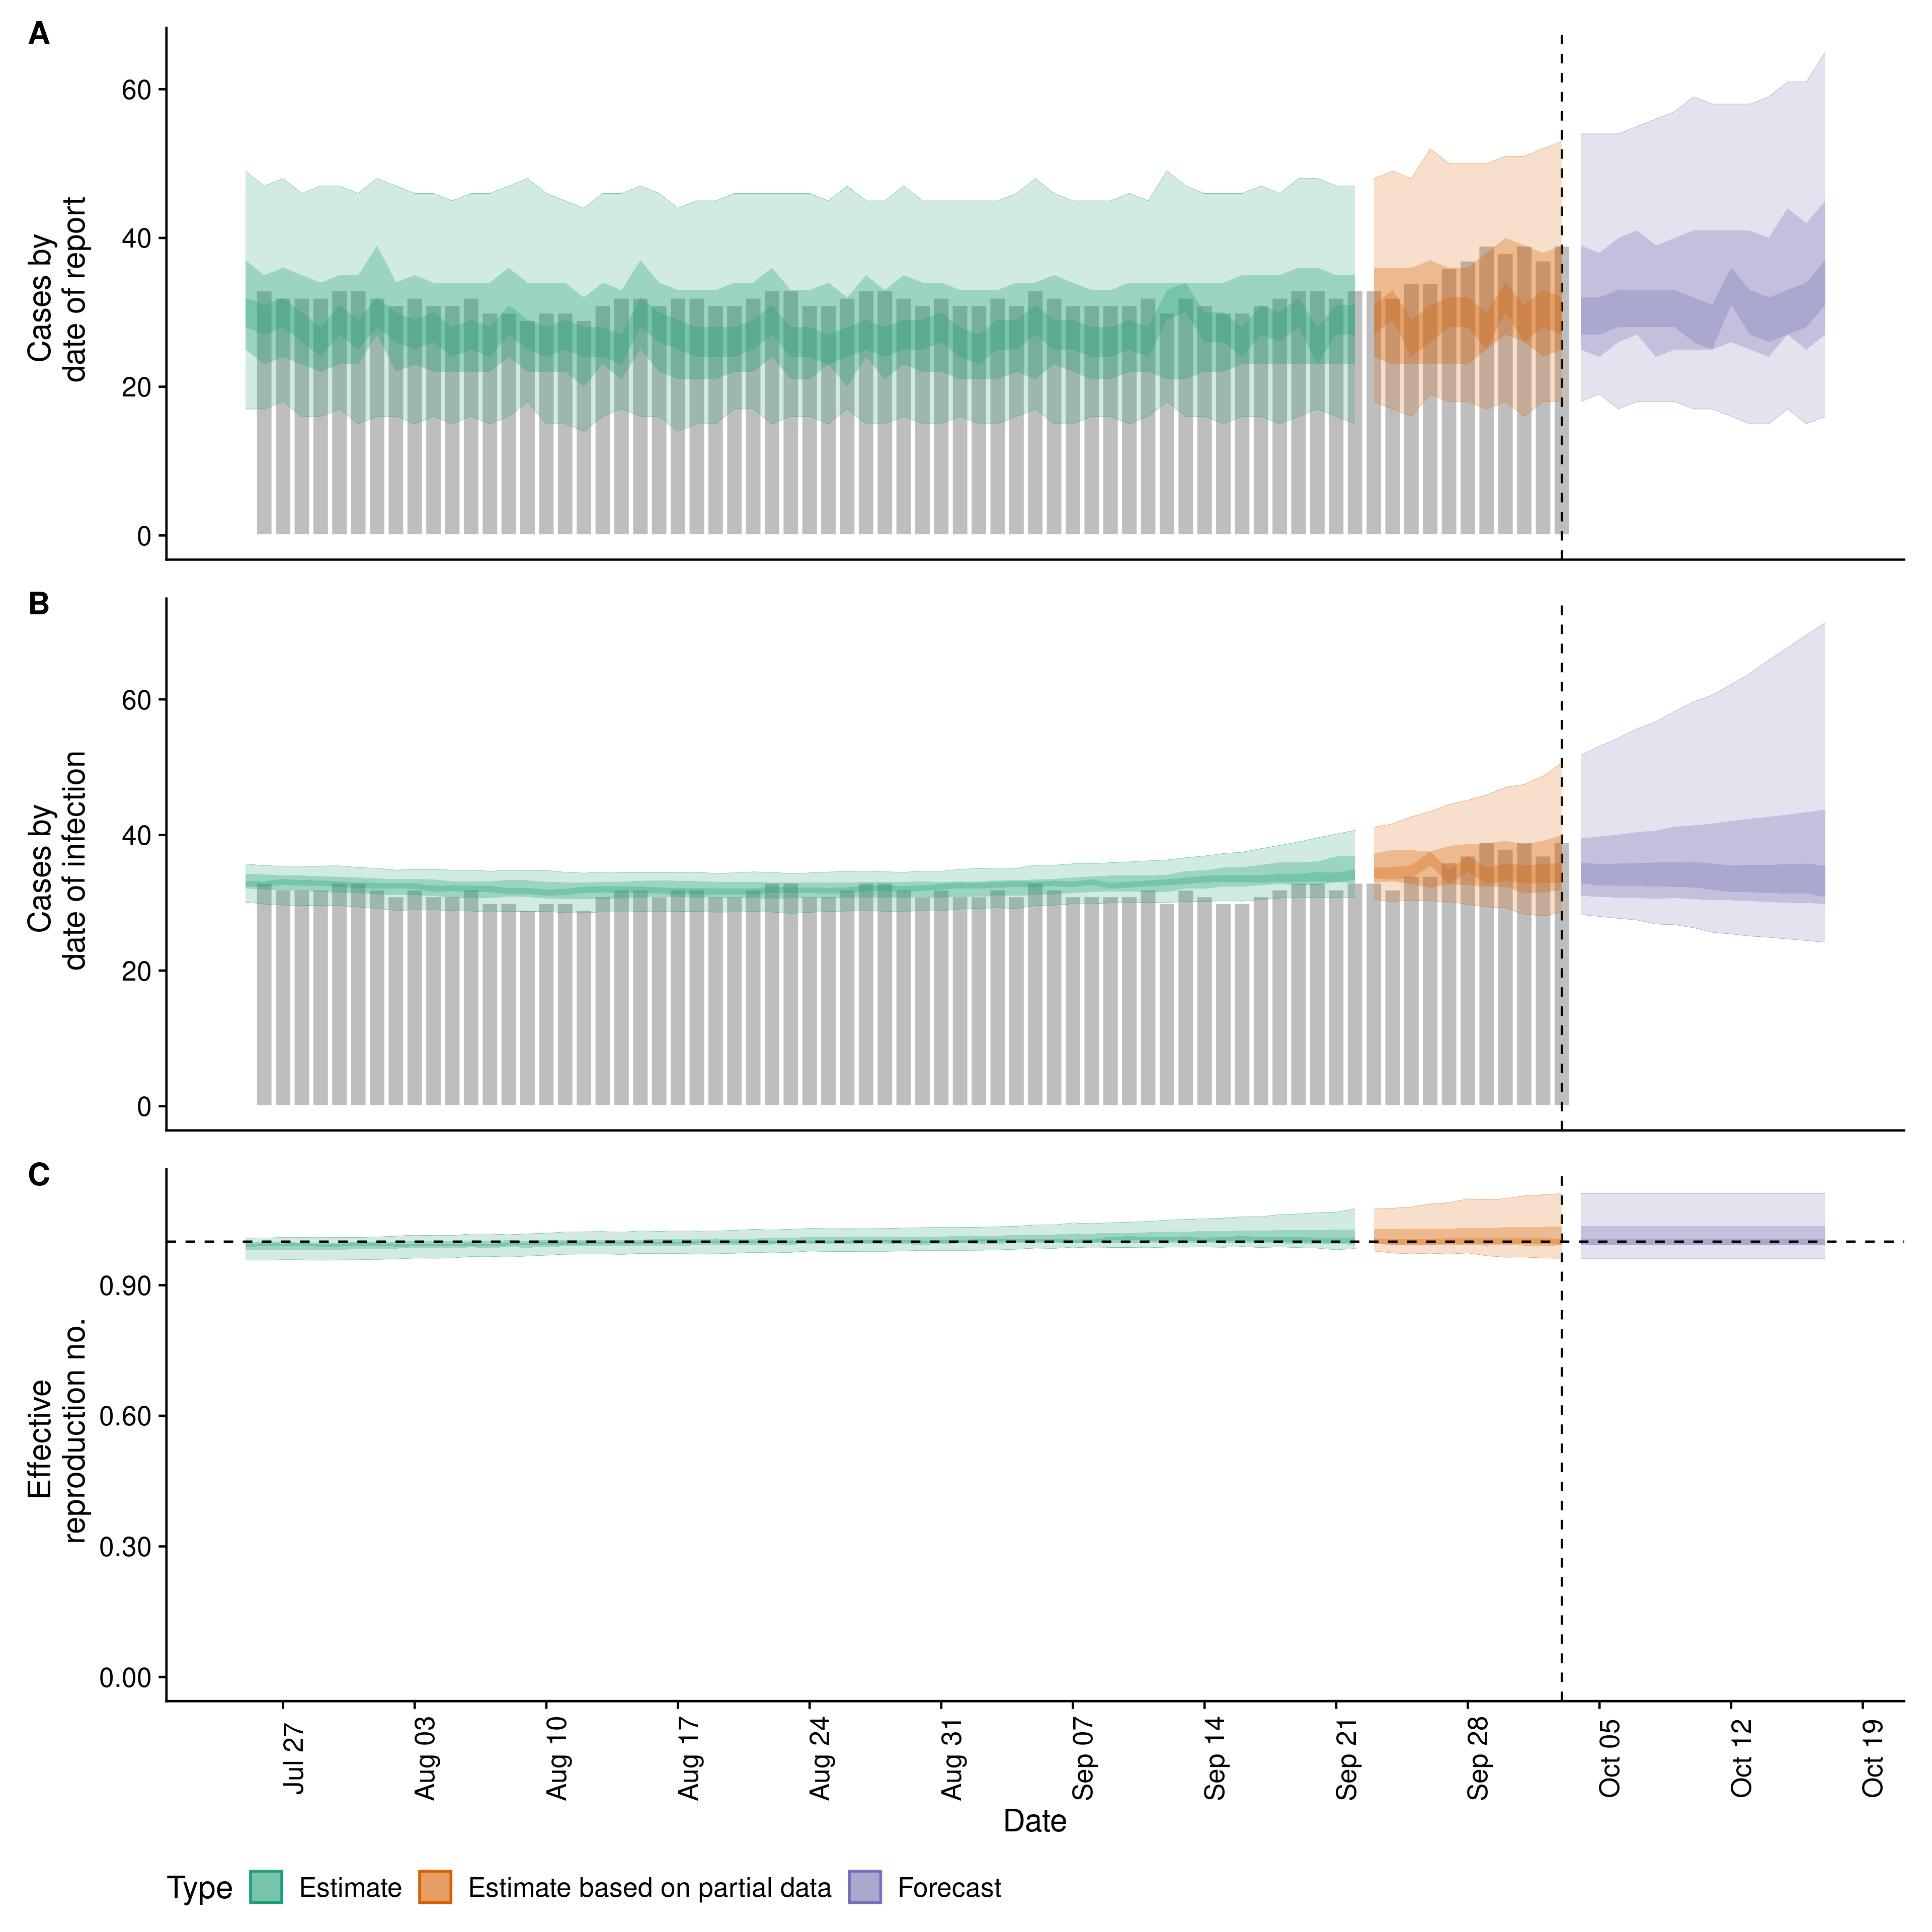 A
Cases by
date of report
60
40
20
0
B
Cases by
date of infection
60
40
20
0
C
Effective
reproduction no.
0.90
0.60
0.30
0.00
Jul 27
Aug 03
Aug 10
Aug 17
Aug 24
Aug 31
Sep 07
Sep 14
Sep 21
Sep 28
Oct 05
Oct 12
Oct 19
Date
Type Estimate Estimate based on partial data Forecast